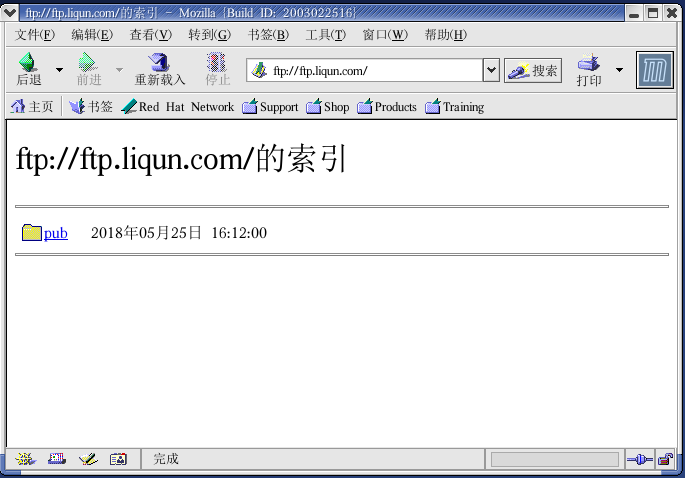 ftp://ftp.liqun.com/的索引 - Mozilla {Build ID: 2003022516}
文件(F) 编辑(E) 查看(V) 转到(G) 书签(B) 工具(T) 窗口(W) 帮助(H)
后退 前进 重新载入 停止 ftp://ftp.liqun.com/ 搜索 打印
主页 书签 Red Hat Network Support Shop Products Training
ftp://ftp.liqun.com/的索引
pub 2018年05月25日 16:12:00
完成